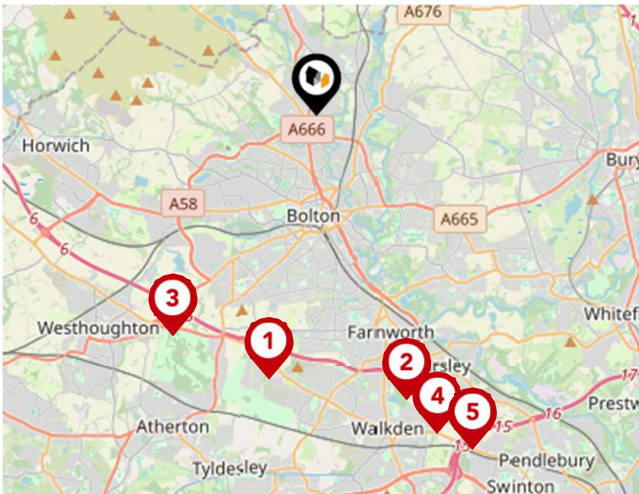 A676
A666
Horwich
Bury
A58
Bolton
A665
6
6
3
Westhoughton
1
Farnworth
Whitef
2
rsley
17
4
Prestw
5
16
15
Atherton
Walkden
Pendlebury
Tyldesley
Swinton